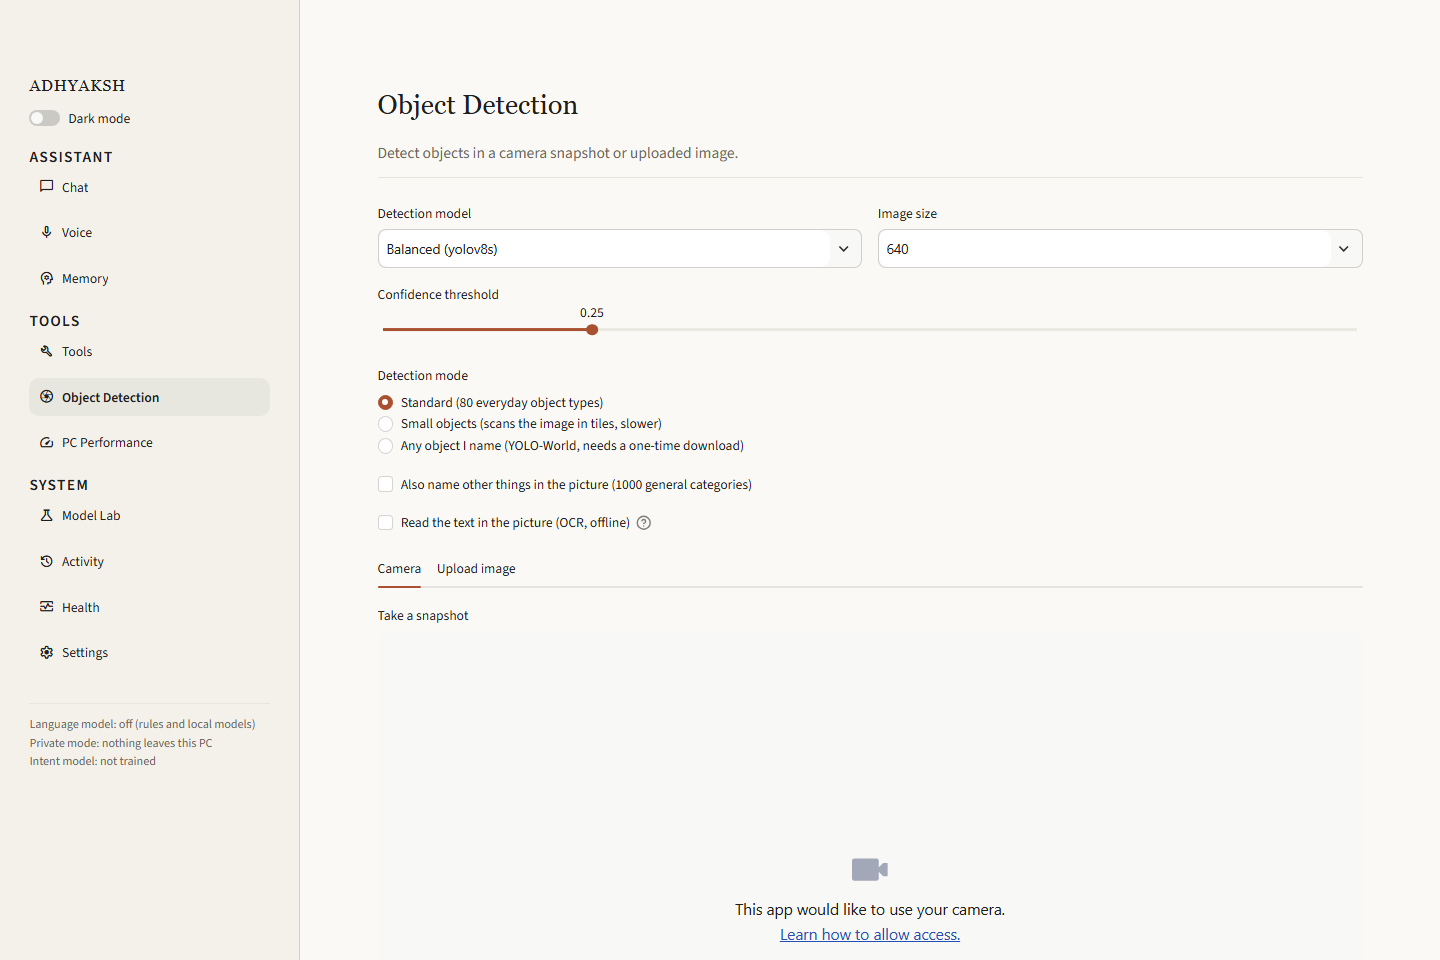 ADHYAKSH
Dark mode
ASSISTANT
Chat
Voice
Memory
TOOLS
Tools
Object Detection
PC Performance
SYSTEM
Model Lab
Activity
Health
Settings
Language model: off (rules and local models)
Private mode: nothing leaves this PC
Intent model: not trained
Object Detection
Detect objects in a camera snapshot or uploaded image.
Detection model
Balanced (yolov8s)
Image size
640
Confidence threshold
0.25
Detection mode
Standard (80 everyday object types)
Small objects (scans the image in tiles, slower)
Any object I name (YOLO-World, needs a one-time download)
Also name other things in the picture (1000 general categories)
Read the text in the picture (OCR, offline)
Camera
Upload image
Take a snapshot
This app would like to use your camera.
Learn how to allow access.